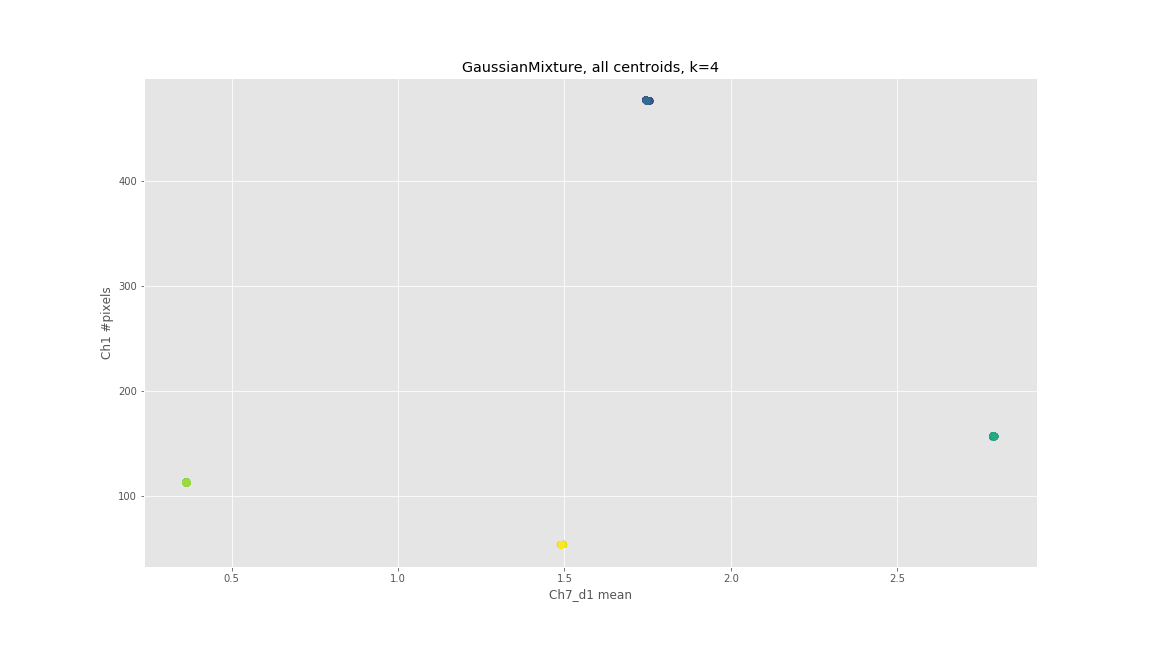 GaussianMixture, all centroids, k=4
400
300
200
100
Ch1 #pixels
0.5 1.0 1.5 2.0 2.5
Ch7_d1 mean